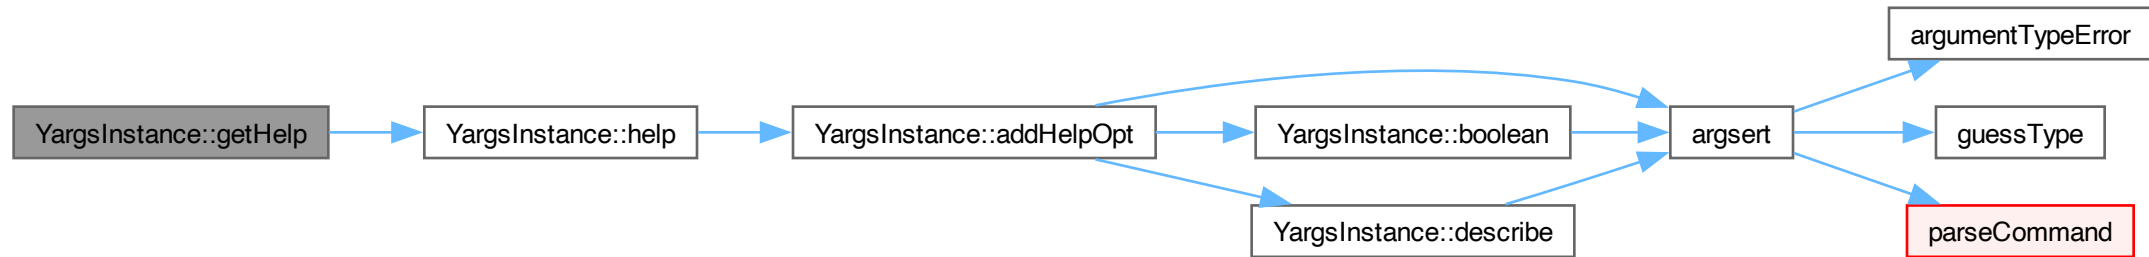 YargsInstance::getHelp
YargsInstance::help
YargsInstance::addHelpOpt
YargsInstance::boolean
YargsInstance::describe
argsert
argumentTypeError
guessType
parseCommand